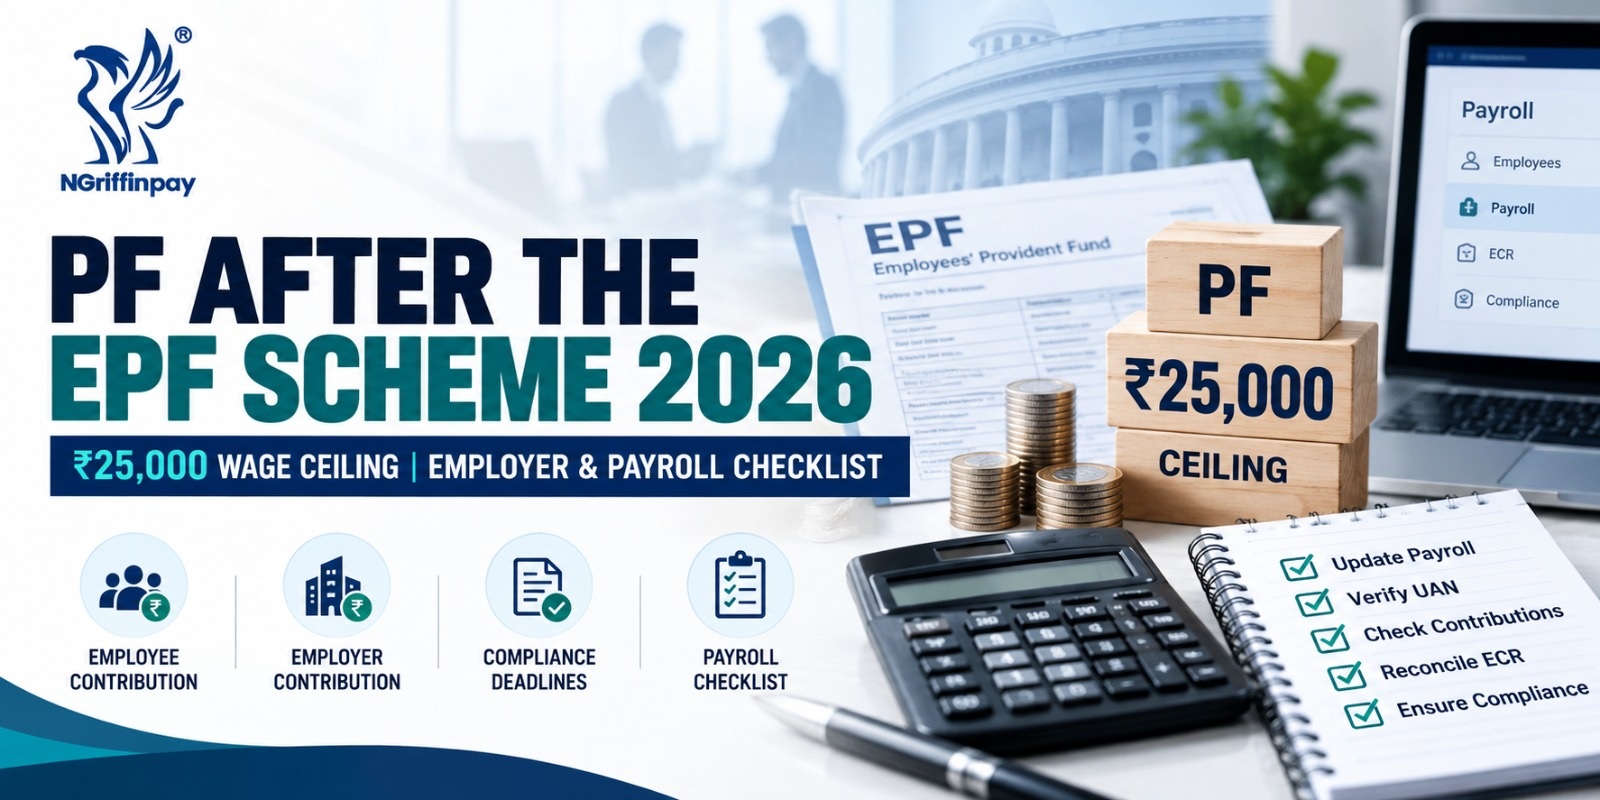 ®
NGriffinpay
PF AFTER THE
EPF SCHEME 2026
₹25,000 WAGE CEILING | EMPLOYER & PAYROLL CHECKLIST
EMPLOYEE
CONTRIBUTION
EMPLOYER
CONTRIBUTION
COMPLIANCE
DEADLINES
PAYROLL
CHECKLIST
EPF
Employees' Provident Fund
PF
₹25,000
CEILING
Payroll
Employees
Payroll
ECR
Compliance
Update Payroll
Verify UAN
Check Contributions
Reconcile ECR
Ensure Compliance